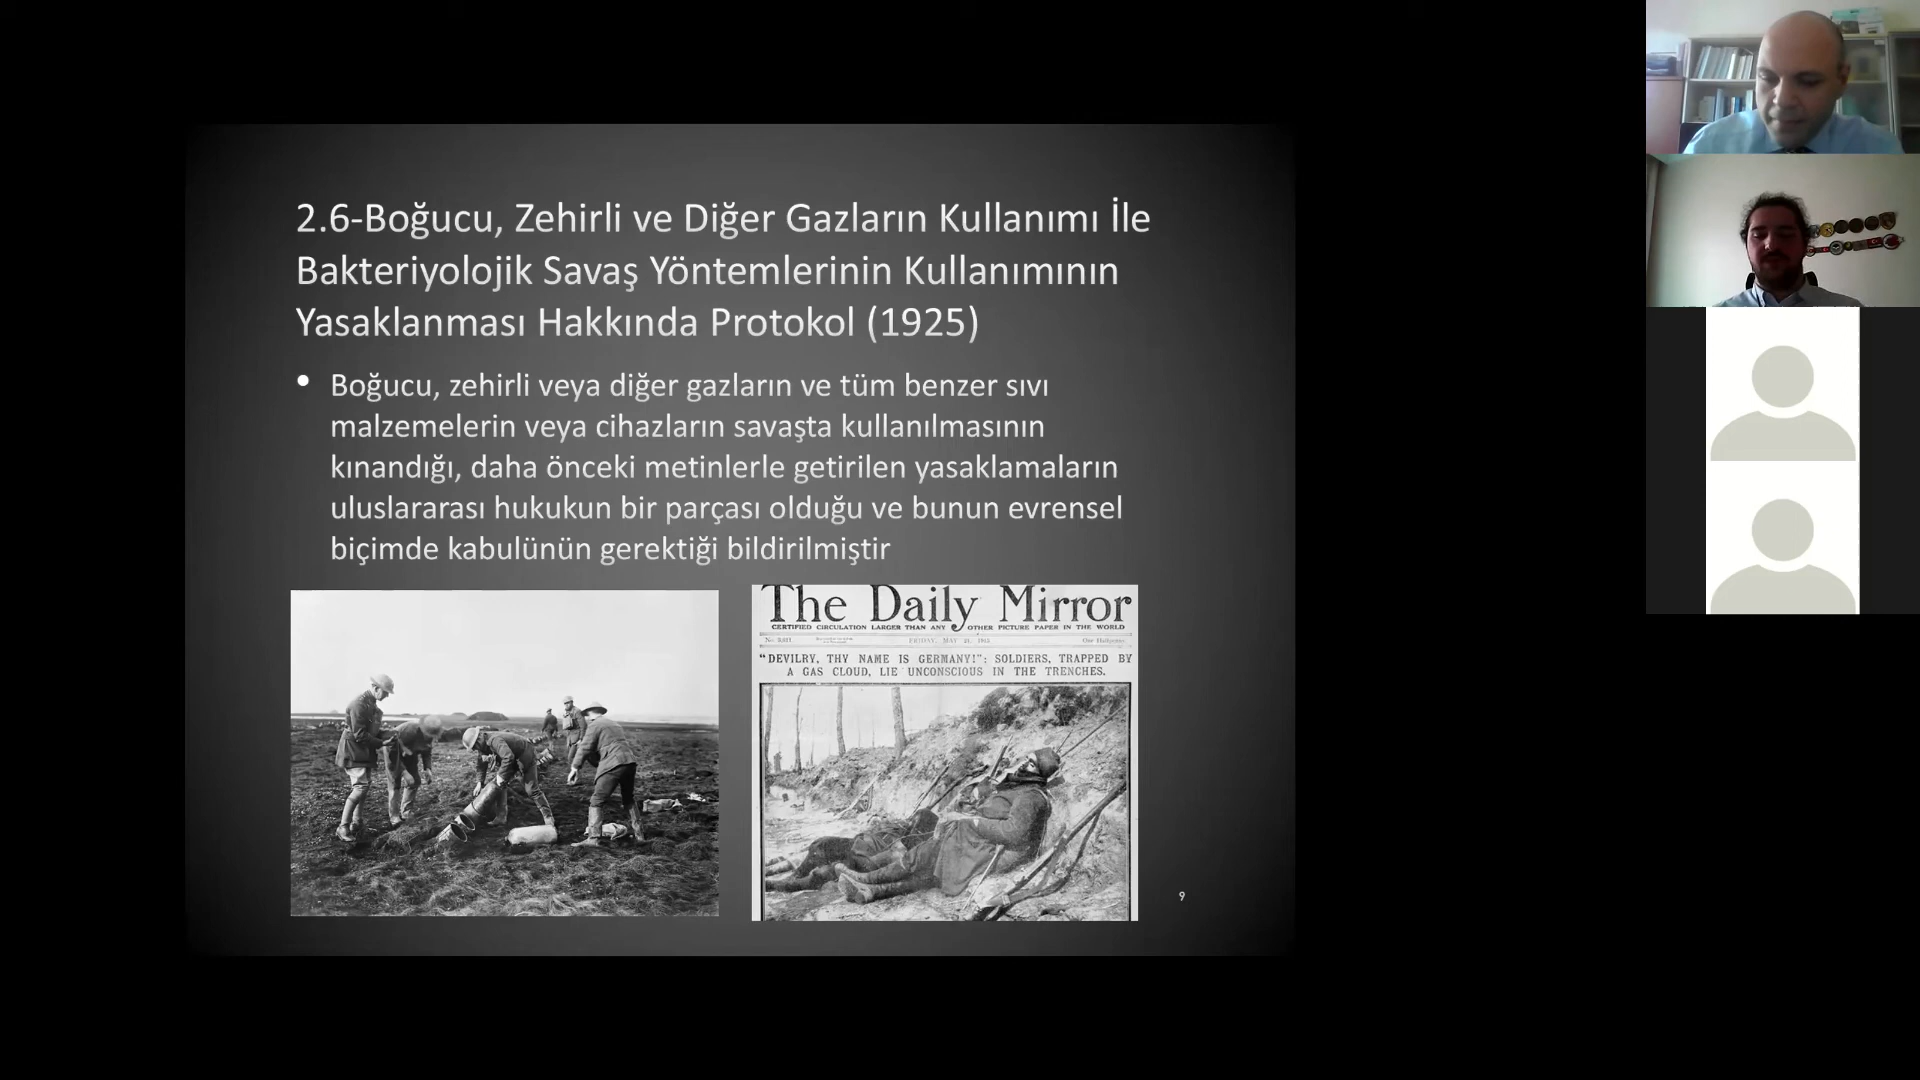 2.6-Boğucu, Zehirli ve Diğer Gazların Kullanımı İle
Bakteriyolojik Savaş Yöntemlerinin Kullanımının
Yasaklanması Hakkında Protokol (1925)
• Boğucu, zehirli veya diğer gazların ve tüm benzer sıvı
malzemelerin veya cihazların savaşta kullanılmasının
kınandığı, daha önceki metinlerle getirilen yasaklamaların
uluslararası hukukun bir parçası olduğu ve bunun evrensel
biçimde kabulünün gerektiği bildirilmiştir
The Daily Mirror
CERTIFIED CIRCULATION LARGER THAN ANY OTHER PICTURE PAPER IN THE WORLD
FRIDAY, MAY 21, 1915
"DEVILRY, THY NAME IS GERMANY!": SOLDIERS, TRAPPED BY
A GAS CLOUD, LIE UNCONSCIOUS IN THE TRENCHES.
9